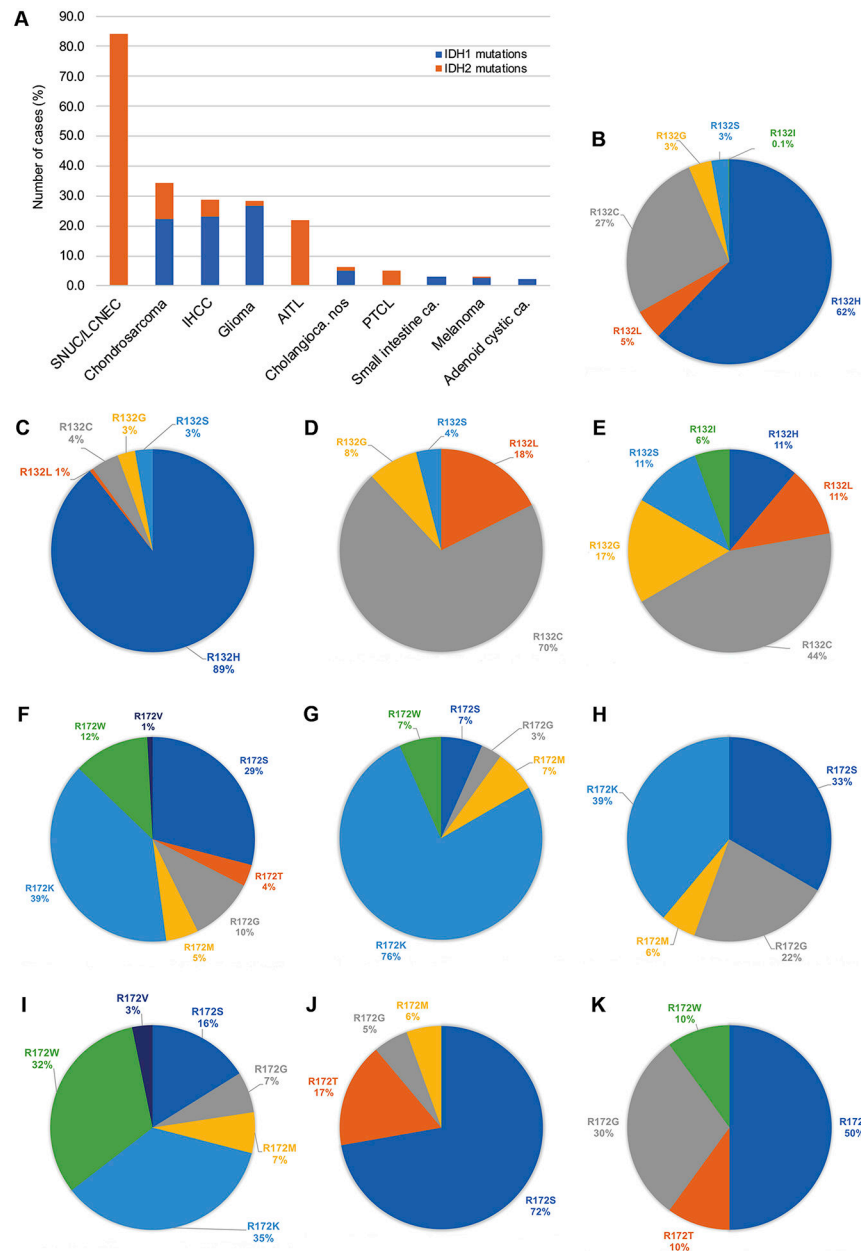 A
90.0
80.0
70.0
60.0
50.0
40.0
30.0
20.0
10.0
0.0
Number of cases (%)
IDH1 mutations
IDH2 mutations
SNUC/LCNEC
Chondrosarcoma
IHCC
Glioma
AITL
Cholangioca. nos
PTCL
Small intestine ca.
Melanoma
Adenoid cystic ca.
B
R132G
3%
R132S
3%
R132I
0.1%
R132C
27%
R132L
5%
R132H
62%
C
R132C
4%
R132G
3%
R132S
3%
R132L 1%
R132H
89%
D
R132G
8%
R132S
4%
R132L
18%
R132C
70%
E
R132I
6%
R132H
11%
R132S
11%
R132L
11%
R132G
17%
R132C
44%
F
R172W
12%
R172V
1%
R172S
29%
R172K
39%
R172T
4%
R172G
10%
R172M
5%
G
R172W
7%
R172S
7%
R172G
3%
R172M
7%
R172K
76%
H
R172K
39%
R172S
33%
R172M
6%
R172G
22%
I
R172V
3%
R172S
16%
R172W
32%
R172G
7%
R172M
7%
R172K
35%
J
R172M
6%
R172G
5%
R172T
17%
R172S
72%
K
R172W
10%
R172G
30%
R172
50%
R172T
10%